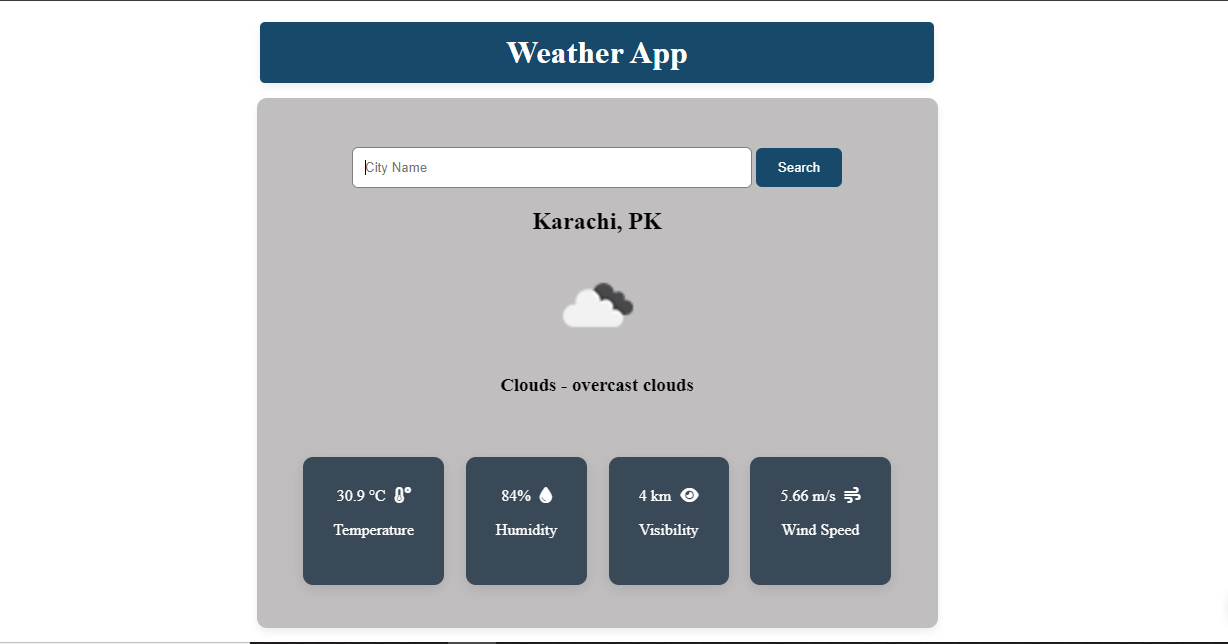 Weather App
City Name
Search
Karachi, PK
Clouds - overcast clouds
30.9 °C
84%
4 km
5.66 m/s
Temperature
Humidity
Visibility
Wind Speed